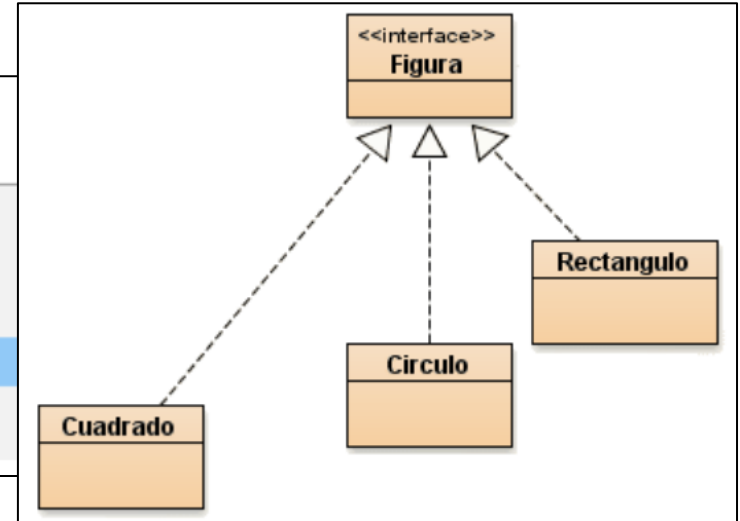 <<interface>>
Figura
Rectangulo
Circulo
Cuadrado